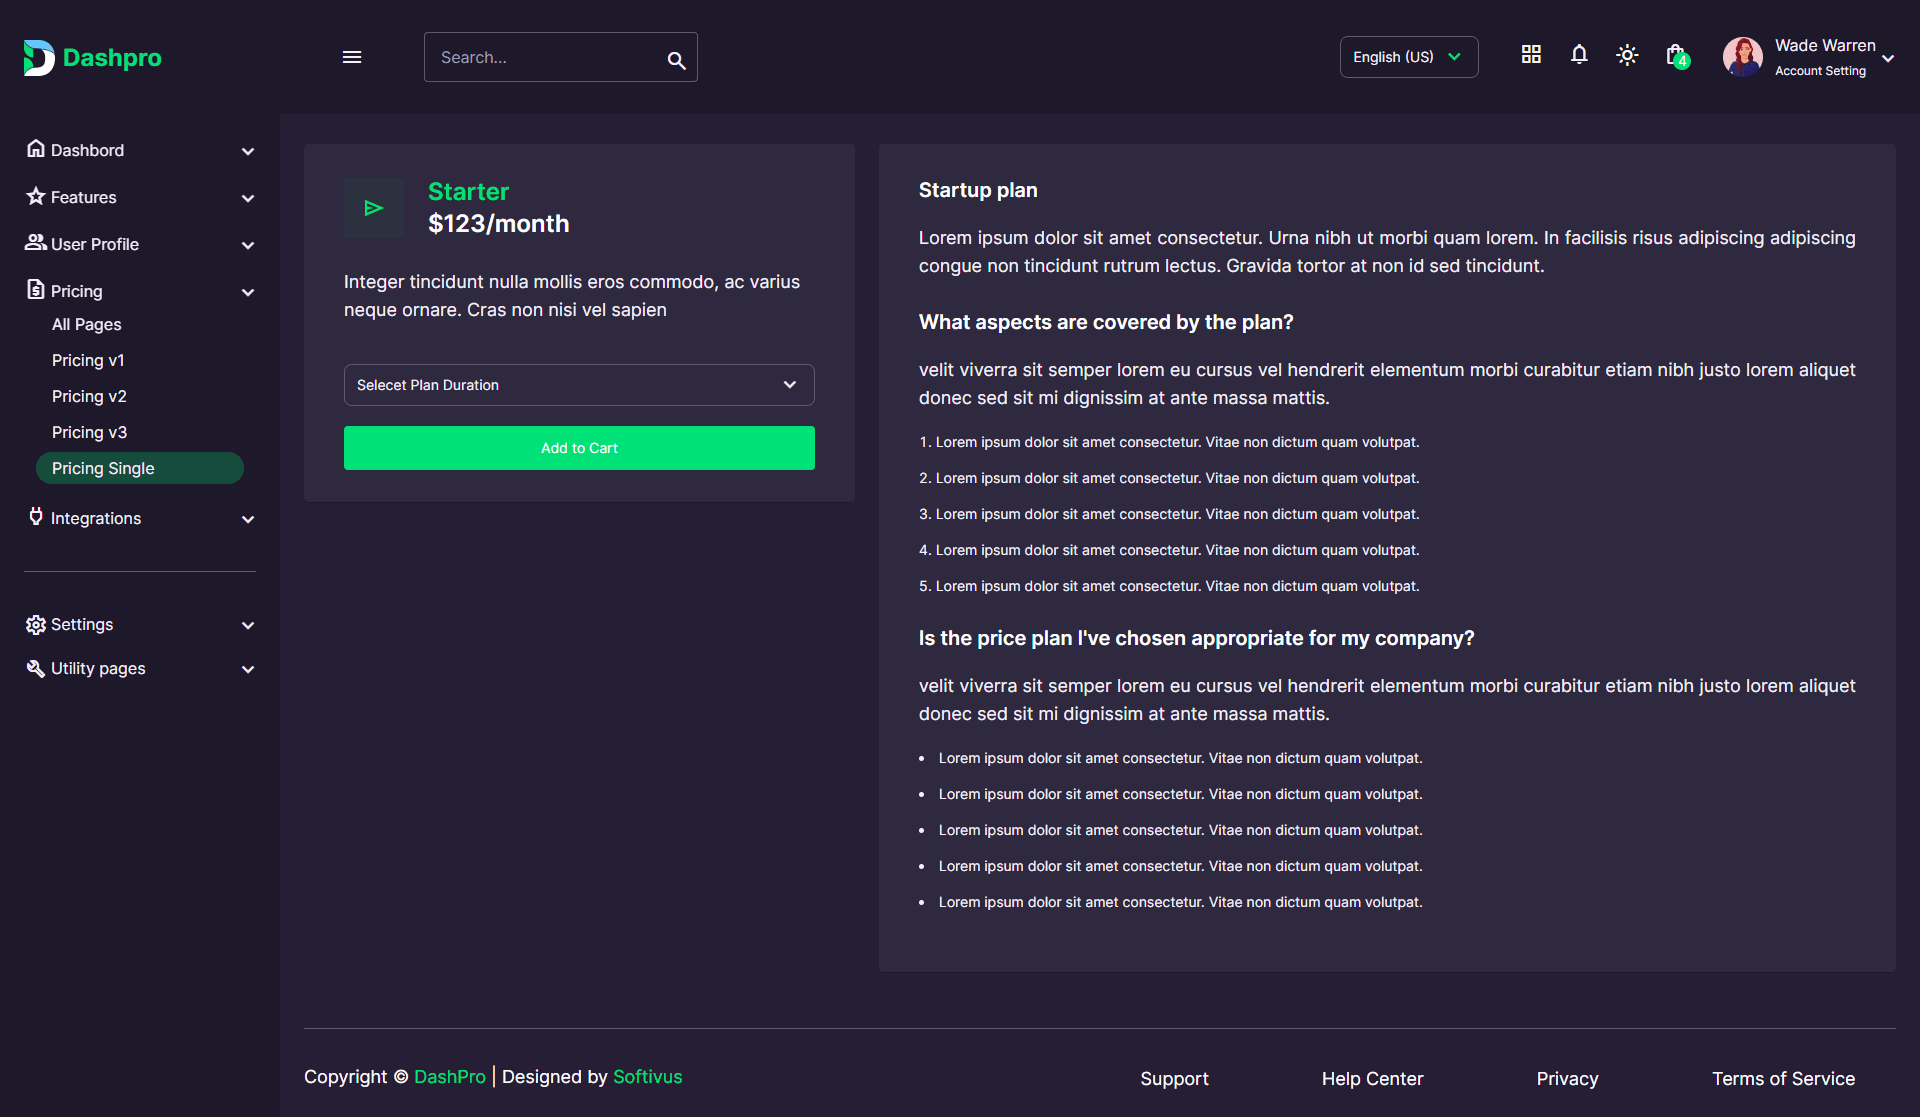 Dashpro
Search...
English (US)
4
Wade Warren
Account Setting
Dashbord
Features
User Profile
Pricing
All Pages
Pricing v1
Pricing v2
Pricing v3
Pricing Single
Integrations
Settings
Utility pages
Starter
$123/month
Integer tincidunt nulla mollis eros commodo, ac varius
neque ornare. Cras non nisi vel sapien
Selecet Plan Duration
Add to Cart
Startup plan
Lorem ipsum dolor sit amet consectetur. Urna nibh ut morbi quam lorem. In facilisis risus adipiscing adipiscing
congue non tincidunt rutrum lectus. Gravida tortor at non id sed tincidunt.
What aspects are covered by the plan?
velit viverra sit semper lorem eu cursus vel hendrerit elementum morbi curabitur etiam nibh justo lorem aliquet
donec sed sit mi dignissim at ante massa mattis.
1. Lorem ipsum dolor sit amet consectetur. Vitae non dictum quam volutpat.
2. Lorem ipsum dolor sit amet consectetur. Vitae non dictum quam volutpat.
3. Lorem ipsum dolor sit amet consectetur. Vitae non dictum quam volutpat.
4. Lorem ipsum dolor sit amet consectetur. Vitae non dictum quam volutpat.
5. Lorem ipsum dolor sit amet consectetur. Vitae non dictum quam volutpat.
Is the price plan I've chosen appropriate for my company?
velit viverra sit semper lorem eu cursus vel hendrerit elementum morbi curabitur etiam nibh justo lorem aliquet
donec sed sit mi dignissim at ante massa mattis.
• Lorem ipsum dolor sit amet consectetur. Vitae non dictum quam volutpat.
• Lorem ipsum dolor sit amet consectetur. Vitae non dictum quam volutpat.
• Lorem ipsum dolor sit amet consectetur. Vitae non dictum quam volutpat.
• Lorem ipsum dolor sit amet consectetur. Vitae non dictum quam volutpat.
• Lorem ipsum dolor sit amet consectetur. Vitae non dictum quam volutpat.
Copyright © DashPro | Designed by Softivus
Support
Help Center
Privacy
Terms of Service